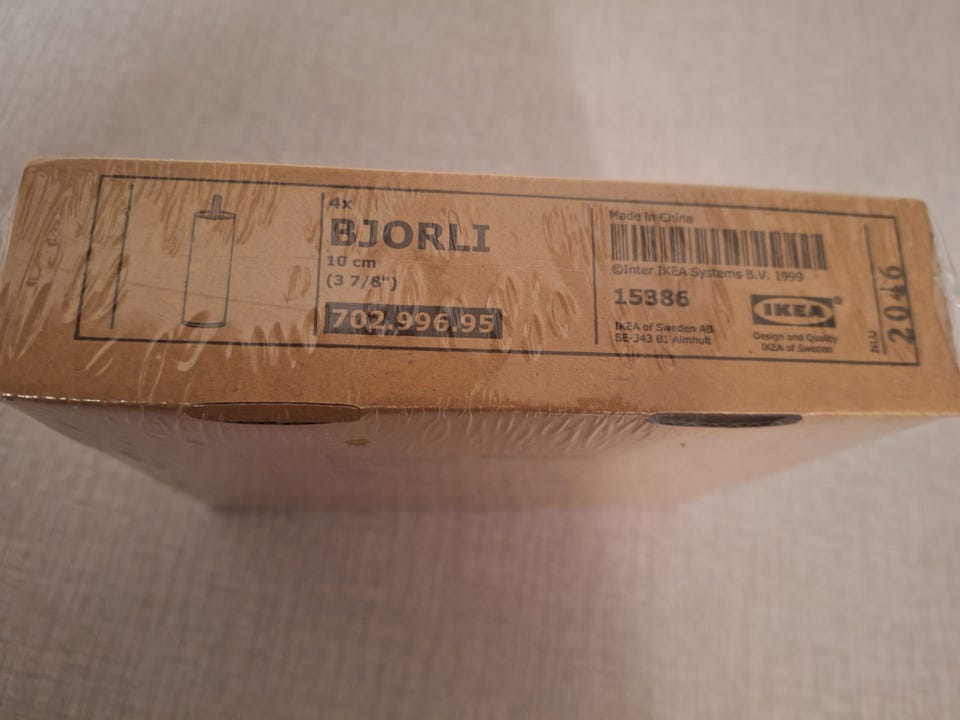 4x
BJORLI
10 cm
(3 7/8")
702.996.95
Made in China
©Inter IKEA Systems B.V. 1999
15386
IKEA of Sweden AB
SE-343 81 Älmhult
IKEA®
Design and Quality
IKEA of Sweden
2046